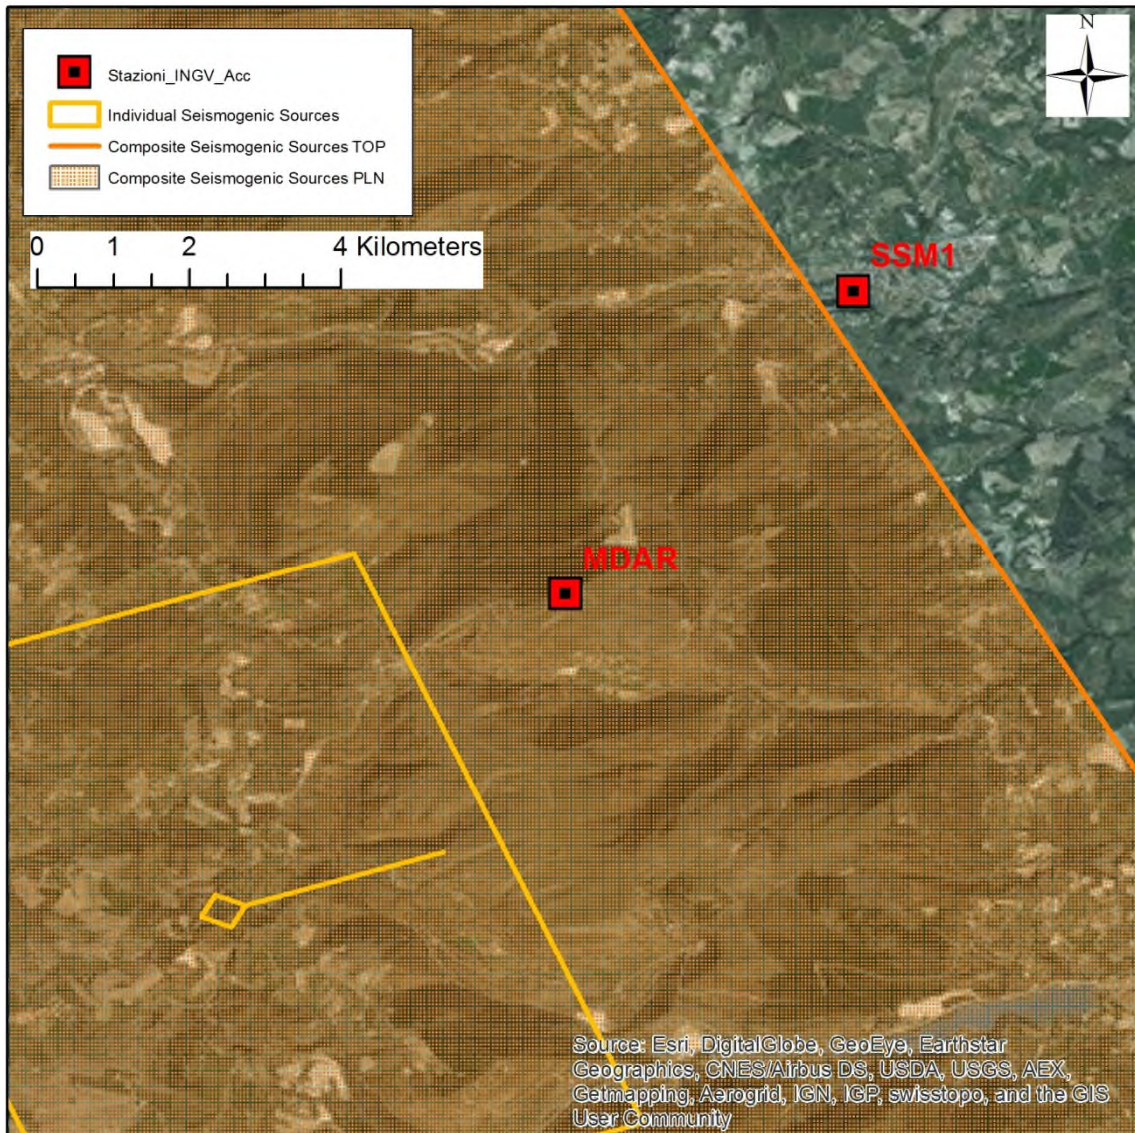 N
Stazioni_INGV_Acc
Individual Seismogenic Sources
Composite Seismogenic Sources TOP
Composite Seismogenic Sources PLN
0 1 2 4 Kilometers
SSM1
MDAR
Source: Esri, DigitalGlobe, GeoEye, Earthstar
Geographics, CNES/Airbus DS, USDA, USGS, AEX,
Getmapping, Aerogrid, IGN, IGP, swisstopo, and the GIS
User Community